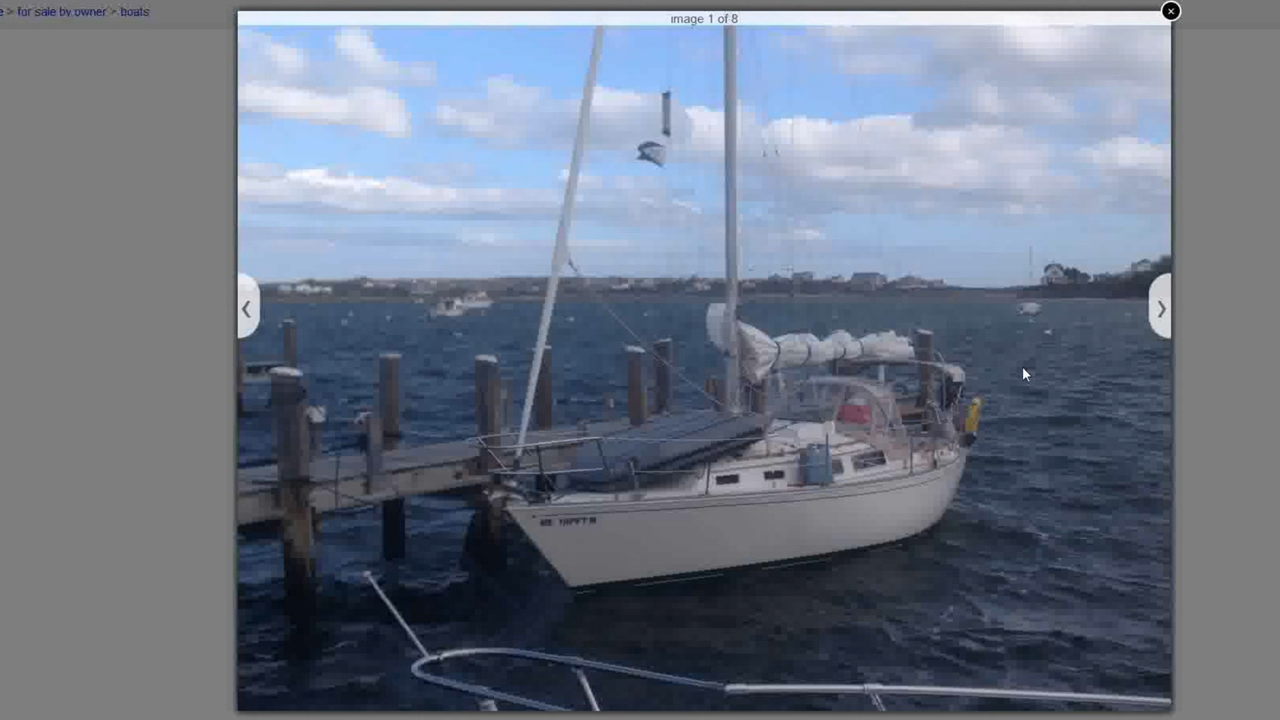 > for sale by owner > boats
image 1 of 8